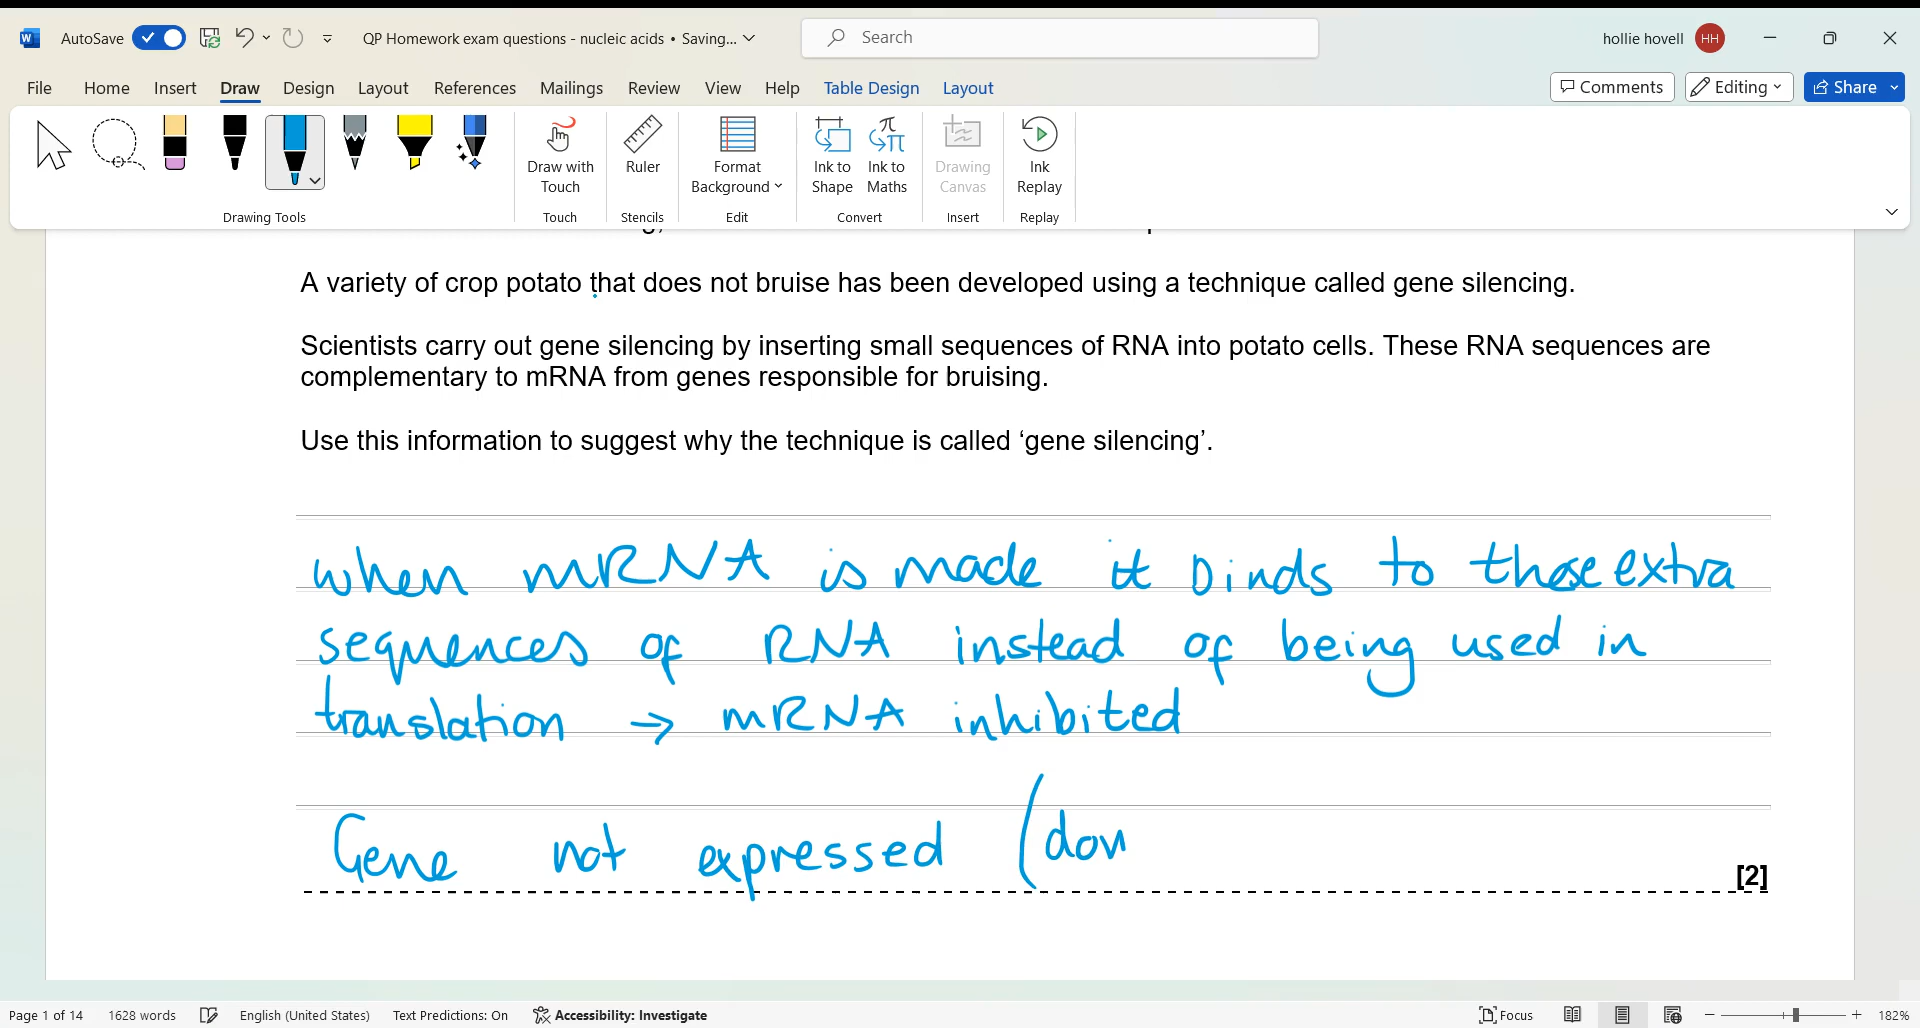 AutoSave
QP Homework exam questions - nucleic acids • Saving...
Search
hollie hovell
HH
File Home Insert Draw Design Layout References Mailings Review View Help Table Design Layout
Comments Editing Share
Draw with Touch
Ruler
Format Background
Ink to Shape
Ink to Maths
Drawing Canvas
Ink Replay
Drawing Tools Touch Stencils Edit Convert Insert Replay
A variety of crop potato that does not bruise has been developed using a technique called gene silencing.
Scientists carry out gene silencing by inserting small sequences of RNA into potato cells. These RNA sequences are
complementary to mRNA from genes responsible for bruising.
Use this information to suggest why the technique is called ‘gene silencing’.
when mRNA is made it binds to these extra
sequences of RNA instead of being used in
translation → mRNA inhibited
Gene not expressed (don
[2]
Page 1 of 14 1628 words English (United States) Text Predictions: On Accessibility: Investigate Focus 182%